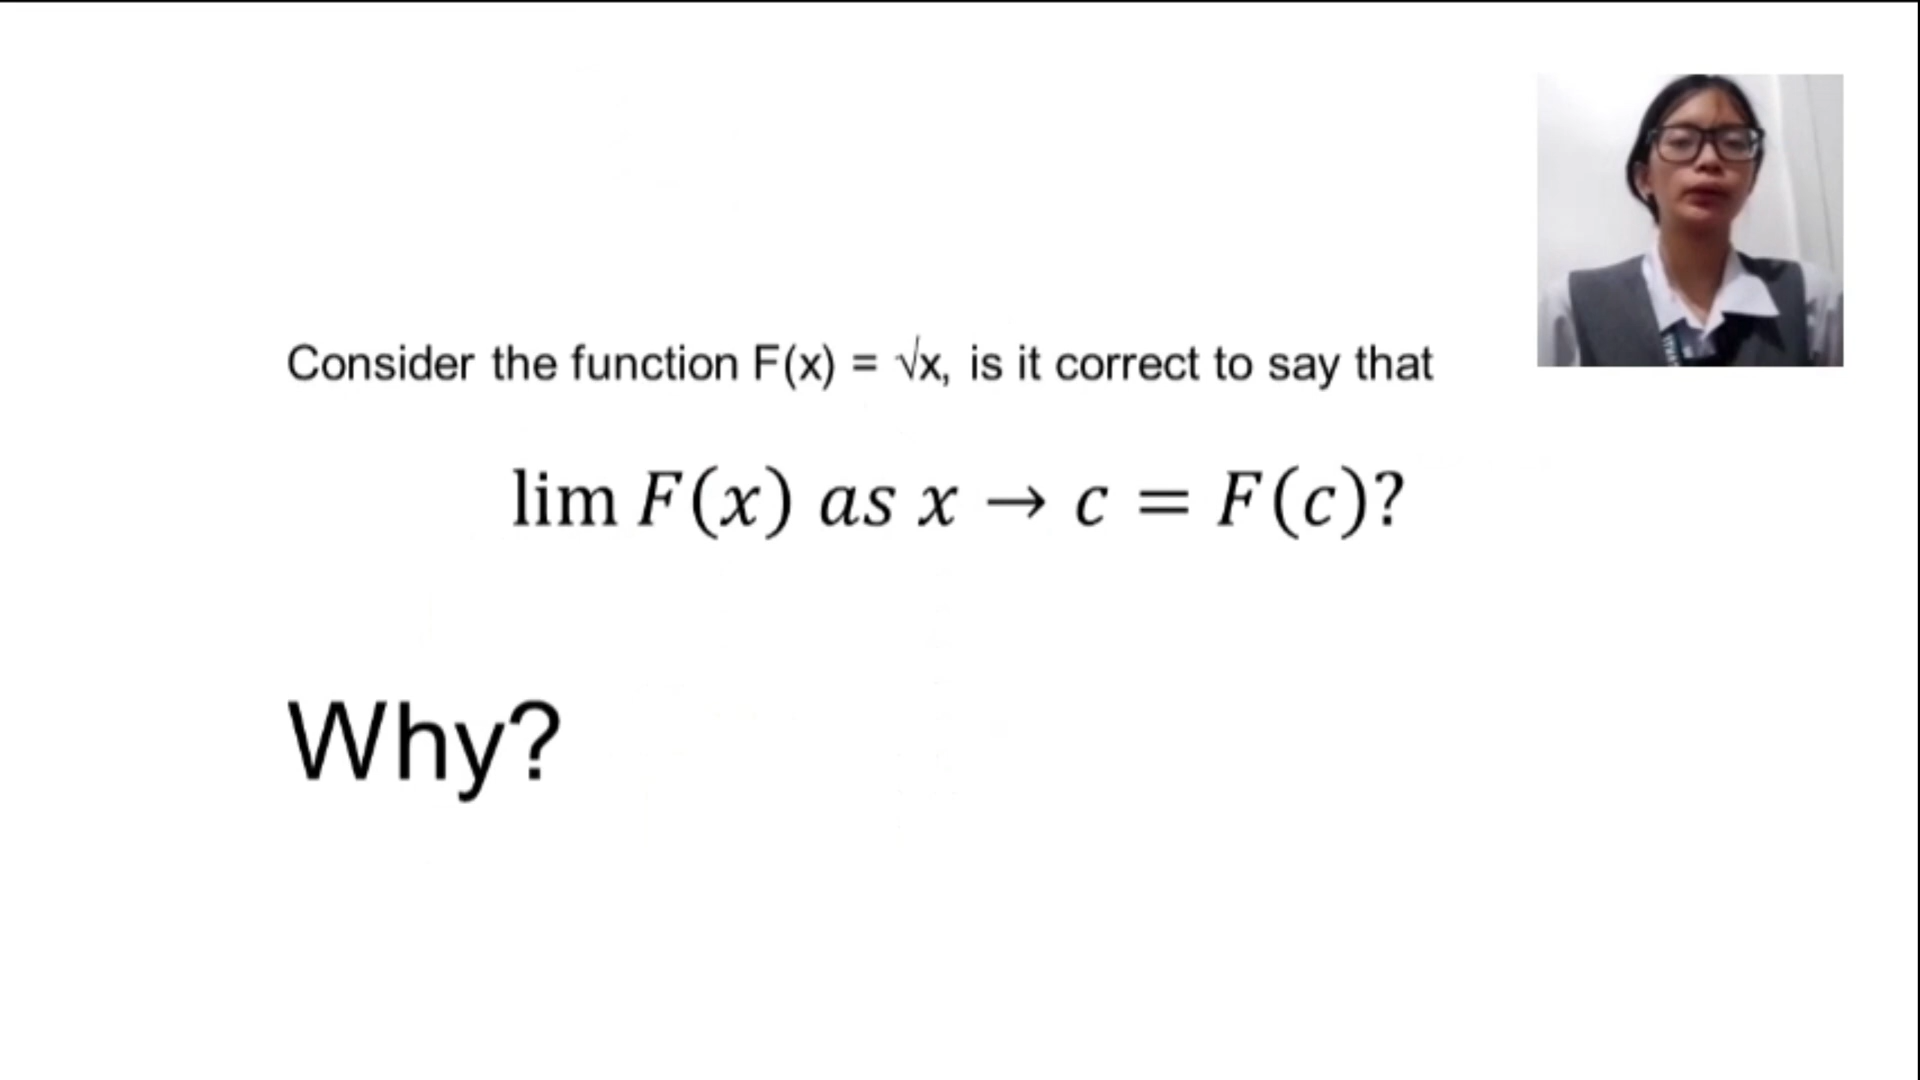 Consider the function F(x) = √x, is it correct to say that
lim F(x) as x → c = F(c)?
Why?